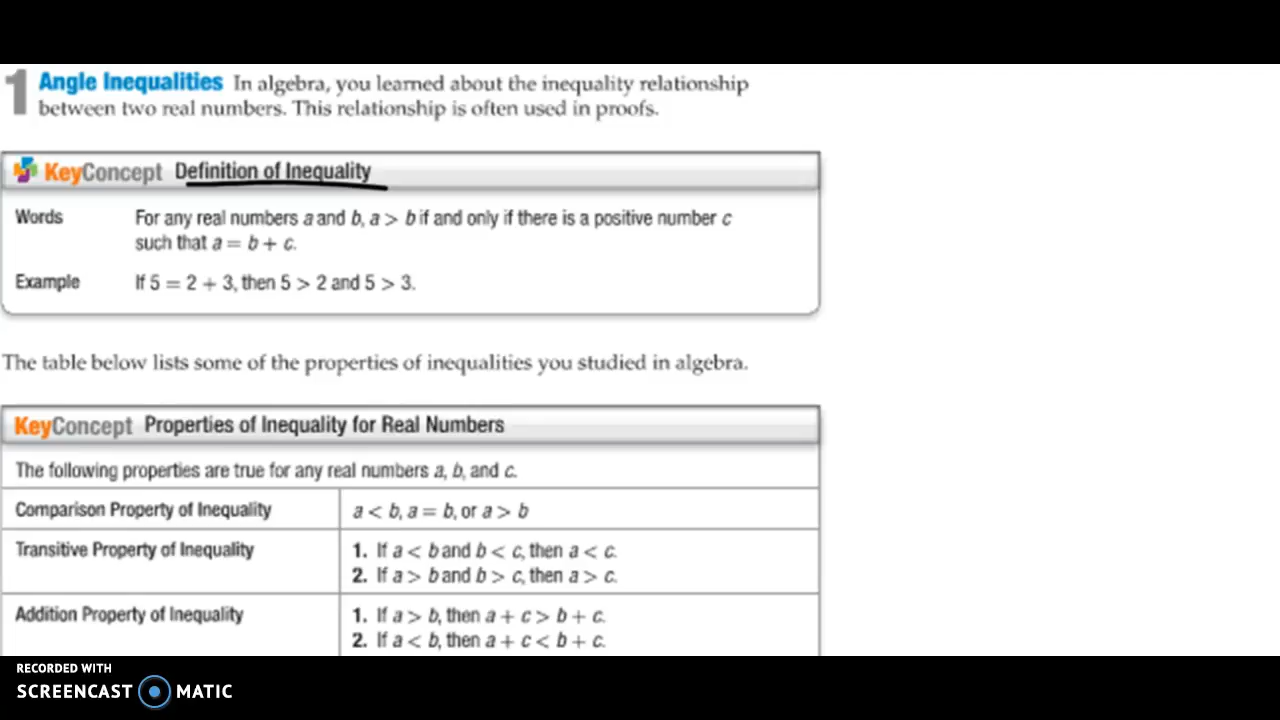 1 Angle Inequalities In algebra, you learned about the inequality relationship
between two real numbers. This relationship is often used in proofs.
KeyConcept Definition of Inequality
Words For any real numbers a and b, a > b if and only if there is a positive number c
such that a = b + c.
Example If 5 = 2 + 3, then 5 > 2 and 5 > 3.
The table below lists some of the properties of inequalities you studied in algebra.
KeyConcept Properties of Inequality for Real Numbers
The following properties are true for any real numbers a, b, and c.
Comparison Property of Inequality a < b, a = b, or a > b
Transitive Property of Inequality 1. If a < b and b < c, then a < c.
2. If a > b and b > c, then a > c.
Addition Property of Inequality 1. If a > b, then a + c > b + c.
2. If a < b, then a + c < b + c.
RECORDED WITH
SCREENCAST MATIC